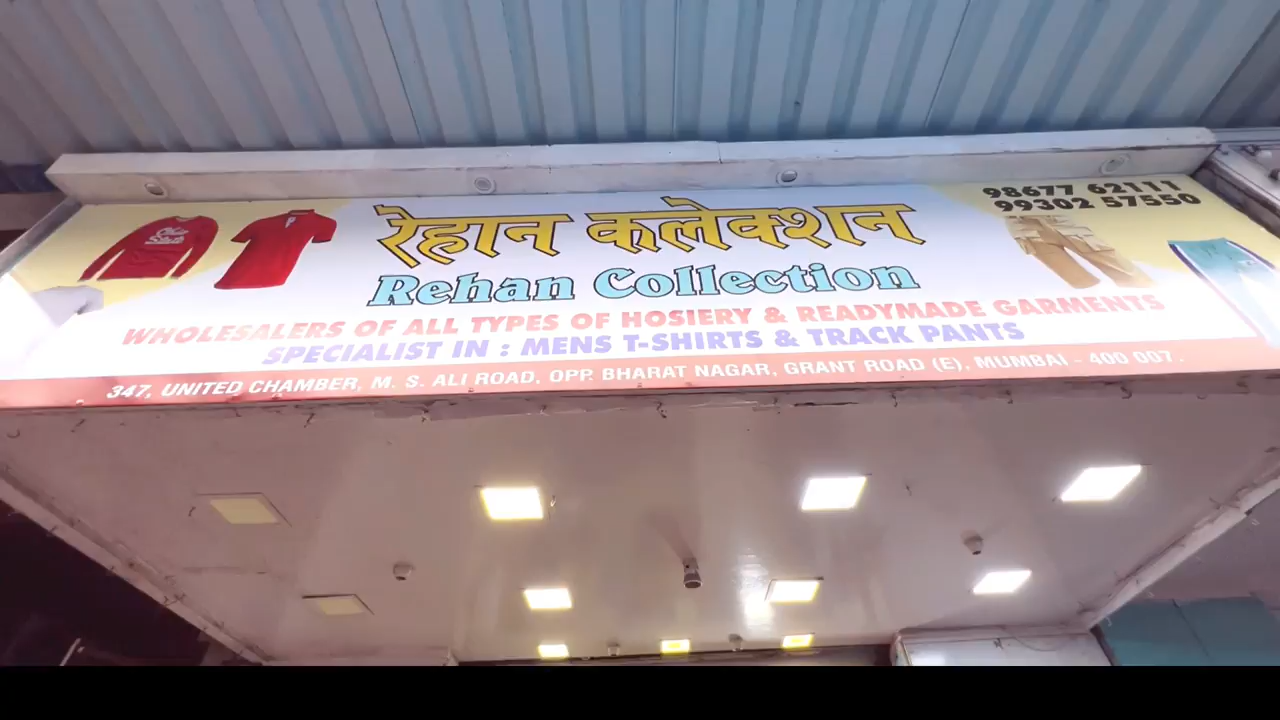 98677 62111
99302 57550
रेहान कलेक्शन
Rehan Collection
WHOLESALERS OF ALL TYPES OF HOSIERY & READYMADE GARMENTS
SPECIALIST IN : MENS T-SHIRTS & TRACK PANTS
347, UNITED CHAMBER, M. S. ALI ROAD, OPP. BHARAT NAGAR, GRANT ROAD (E), MUMBAI - 400 007.